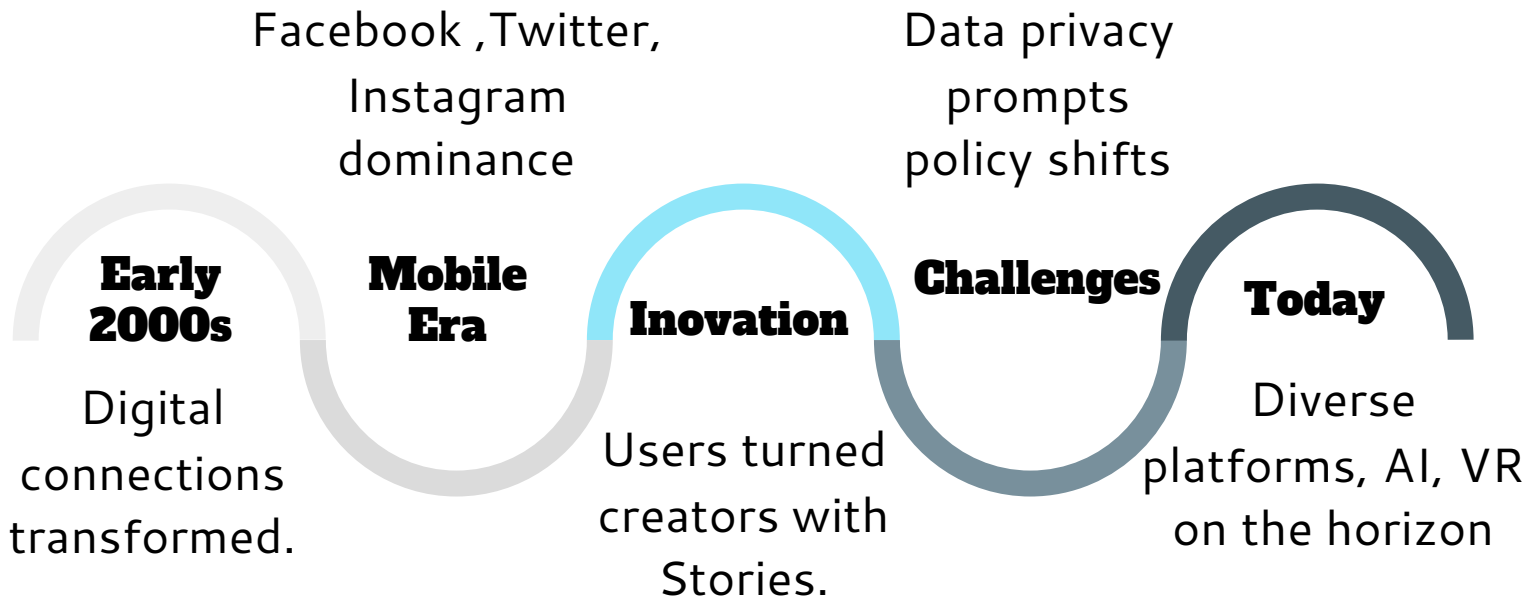 Early
2000s
Digital
connections
transformed.
Facebook ,Twitter,
Instagram
dominance
Mobile
Era
Inovation
Users turned
creators with
Stories.
Data privacy
prompts
policy shifts
Challenges
Today
Diverse
platforms, AI, VR
on the horizon